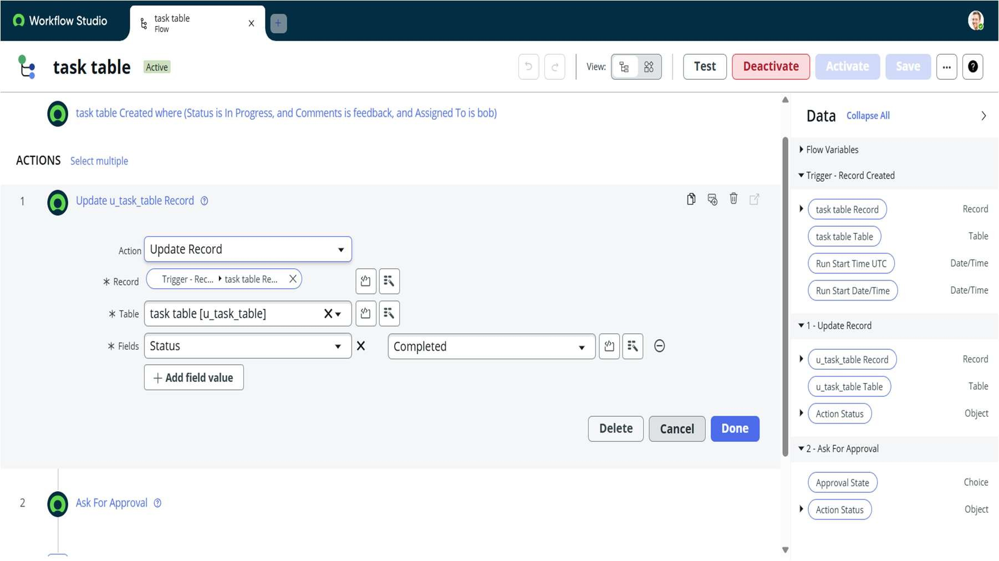 Workflow Studio
task table
Flow
task table
Active
View:
Test
Deactivate
Activate
Save
task table Created where (Status is In Progress, and Comments is feedback, and Assigned To is bob)
ACTIONS Select multiple
1 Update u_task_table Record
Action Update Record
* Record Trigger - Rec... task table Re...
* Table task table [u_task_table]
* Fields Status Completed
+ Add field value
Delete Cancel Done
2 Ask For Approval
Data Collapse All
Flow Variables
Trigger - Record Created
task table Record Record
task table Table Table
Run Start Time UTC Date/Time
Run Start Date/Time Date/Time
1 - Update Record
u_task_table Record Record
u_task_table Table Table
Action Status Object
2 - Ask For Approval
Approval State Choice
Action Status Object